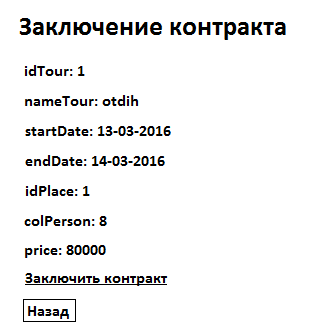 Заключение контракта
idTour: 1
nameTour: otdih
startDate: 13-03-2016
endDate: 14-03-2016
idPlace: 1
colPerson: 8
price: 80000
Заключить контракт
Назад